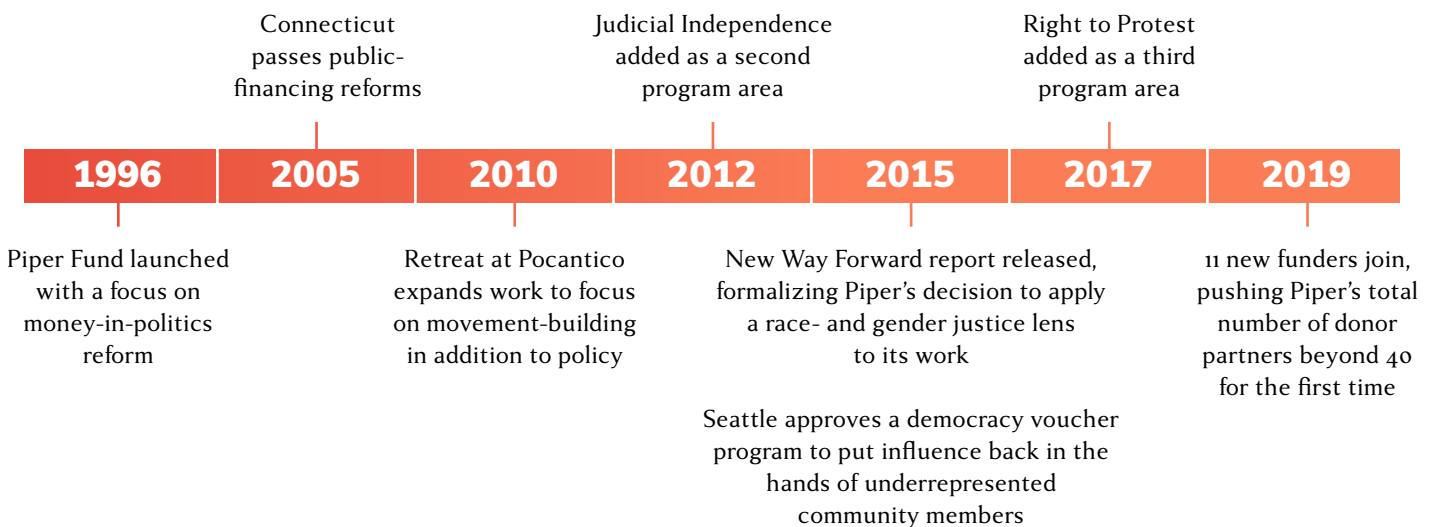 Connecticut
passes public-
financing reforms
Judicial Independence
added as a second
program area
Right to Protest
added as a third
program area
1996
2005
2010
2012
2015
2017
2019
Piper Fund launched
with a focus on
money-in-politics
reform
Retreat at Pocantico
expands work to focus
on movement-building
in addition to policy
New Way Forward report released,
formalizing Piper’s decision to apply
a race- and gender justice lens
to its work
Seattle approves a democracy voucher
program to put influence back in the
hands of underrepresented
community members
11 new funders join,
pushing Piper’s total
number of donor
partners beyond 40
for the first time